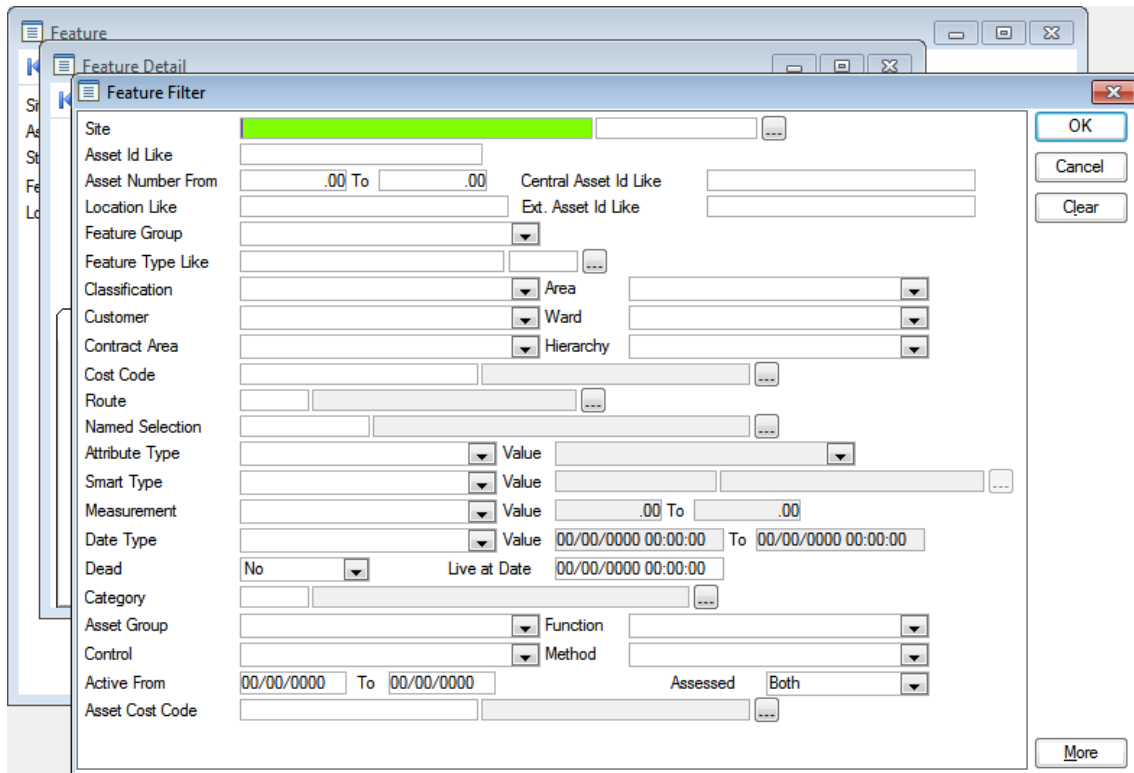 Feature
Feature Detail
Feature Filter
Si
As
St
Fe
Lo
Site ...
OK
Asset Id Like
Cancel
Asset Number From .00 To .00 Central Asset Id Like
Location Like Ext. Asset Id Like
Clear
Feature Group
Feature Type Like ...
Classification Area
Customer Ward
Contract Area Hierarchy
Cost Code ...
Route ...
Named Selection ...
Attribute Type Value
Smart Type Value ...
Measurement Value .00 To .00
Date Type Value 00/00/0000 00:00:00 To 00/00/0000 00:00:00
Dead No Live at Date 00/00/0000 00:00:00
Category ...
Asset Group Function
Control Method
Active From 00/00/0000 To 00/00/0000 Assessed Both
Asset Cost Code ...
More